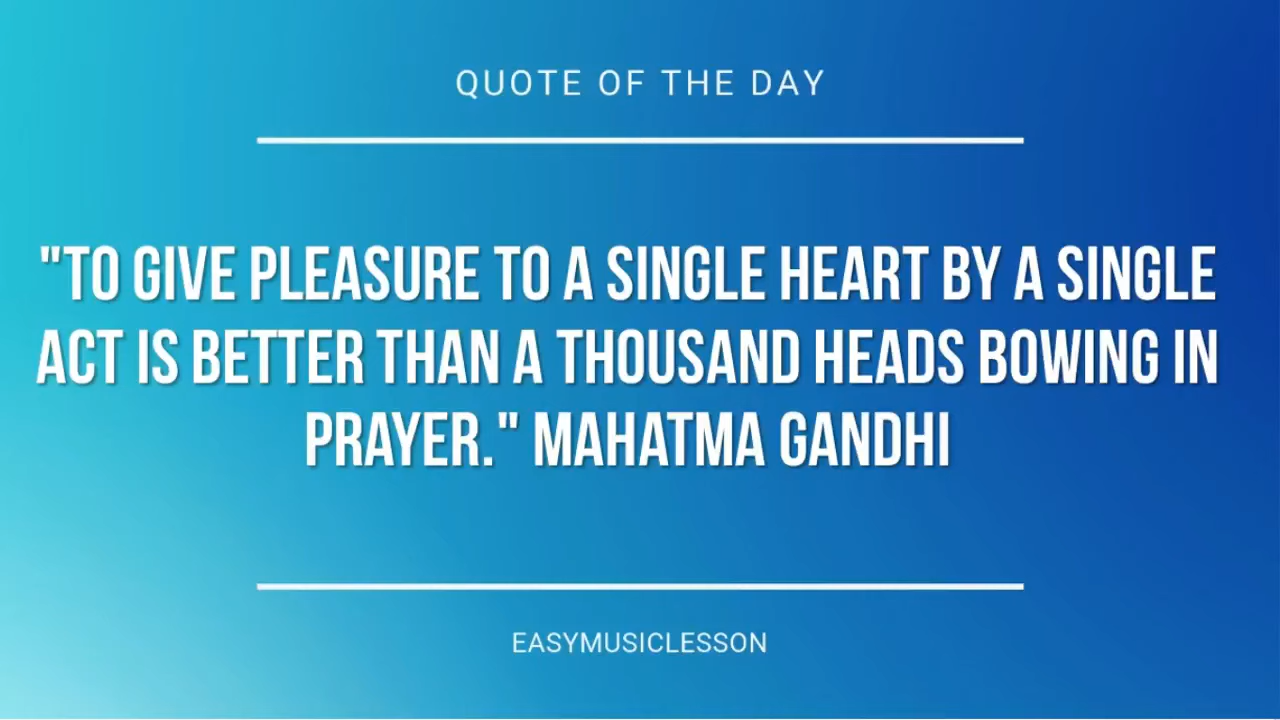 QUOTE OF THE DAY
"TO GIVE PLEASURE TO A SINGLE HEART BY A SINGLE
ACT IS BETTER THAN A THOUSAND HEADS BOWING IN
PRAYER." MAHATMA GANDHI
EASYMUSICLESSON